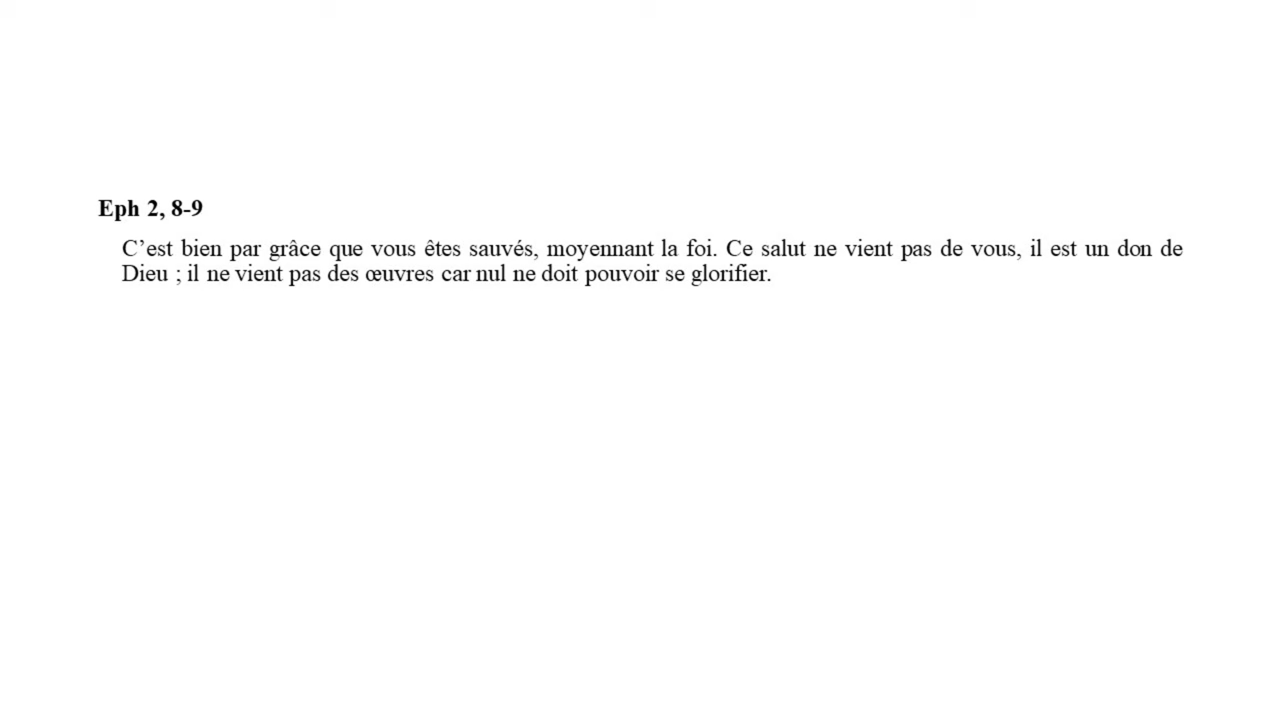 Eph 2, 8-9
C’est bien par grâce que vous êtes sauvés, moyennant la foi. Ce salut ne vient pas de vous, il est un don de
Dieu ; il ne vient pas des œuvres car nul ne doit pouvoir se glorifier.